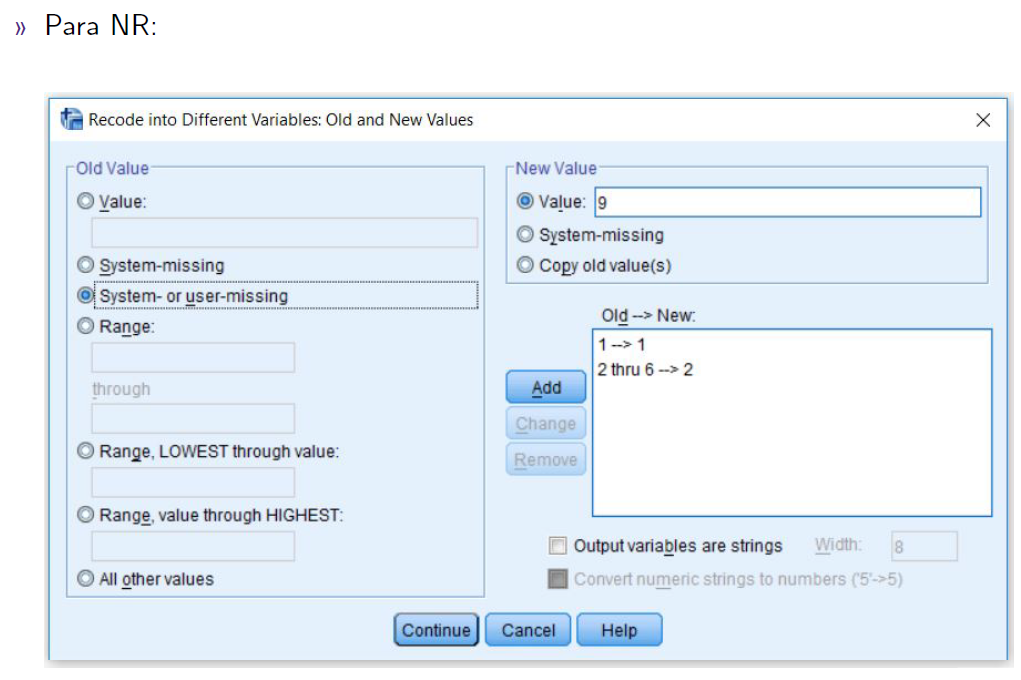 » Para NR:
Recode into Different Variables: Old and New Values
Old Value
Value:
System-missing
System- or user-missing
Range:
through
Range, LOWEST through value:
Range, value through HIGHEST:
All other values
New Value
Value: 9
System-missing
Copy old value(s)
Old --> New:
1 --> 1
2 thru 6 --> 2
Add
Change
Remove
Output variables are strings Width: 8
Convert numeric strings to numbers ('5'->5)
Continue Cancel Help